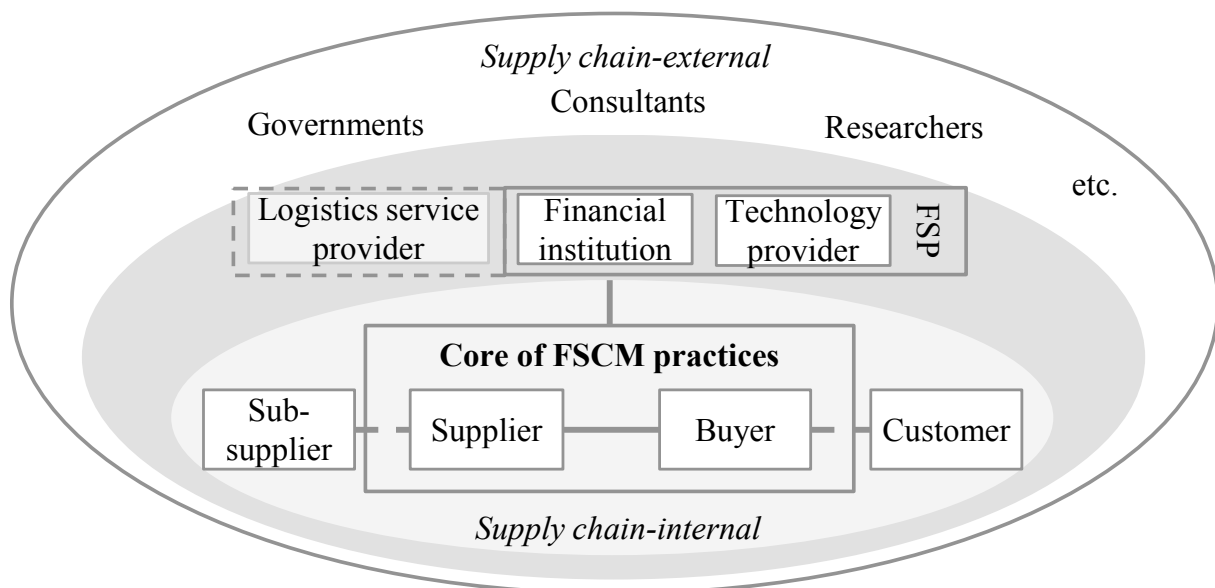 Supply chain-external
Consultants
Governments
Researchers
etc.
Logistics service
provider
Financial
institution
Technology
provider
FSP
Core of FSCM practices
Sub-
supplier
Supplier
Buyer
Customer
Supply chain-internal